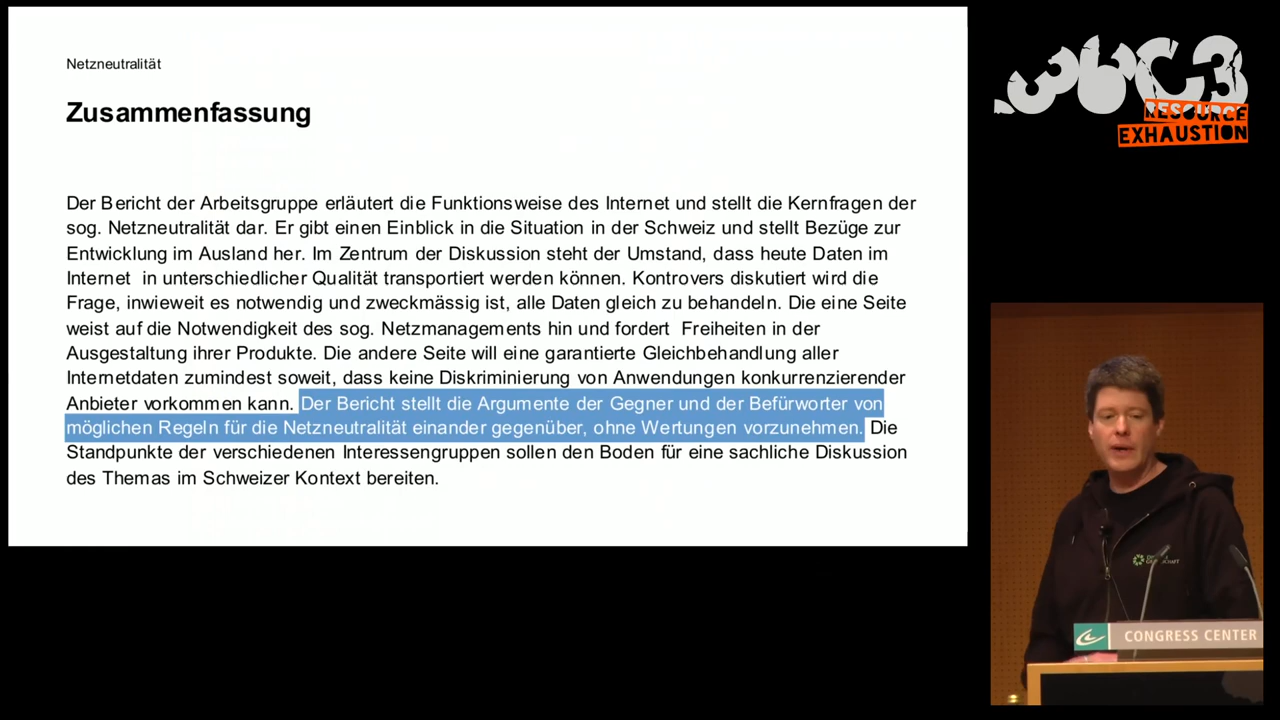 Netzneutralität
Zusammenfassung
Der Bericht der Arbeitsgruppe erläutert die Funktionsweise des Internet und stellt die Kernfragen der
sog. Netzneutralität dar. Er gibt einen Einblick in die Situation in der Schweiz und stellt Bezüge zur
Entwicklung im Ausland her. Im Zentrum der Diskussion steht der Umstand, dass heute Daten im
Internet  in unterschiedlicher Qualität transportiert werden können. Kontrovers diskutiert wird die
Frage, inwieweit es notwendig und zweckmässig ist, alle Daten gleich zu behandeln. Die eine Seite
weist auf die Notwendigkeit des sog. Netzmanagements hin und fordert  Freiheiten in der
Ausgestaltung ihrer Produkte. Die andere Seite will eine garantierte Gleichbehandlung aller
Internetdaten zumindest soweit, dass keine Diskriminierung von Anwendungen konkurrenzierender
Anbieter vorkommen kann. Der Bericht stellt die Argumente der Gegner und der Befürworter von
möglichen Regeln für die Netzneutralität einander gegenüber, ohne Wertungen vorzunehmen. Die
Standpunkte der verschiedenen Interessengruppen sollen den Boden für eine sachliche Diskussion
des Themas im Schweizer Kontext bereiten.
36C3
RESOURCE
EXHAUSTION
CONGRESS CENTER